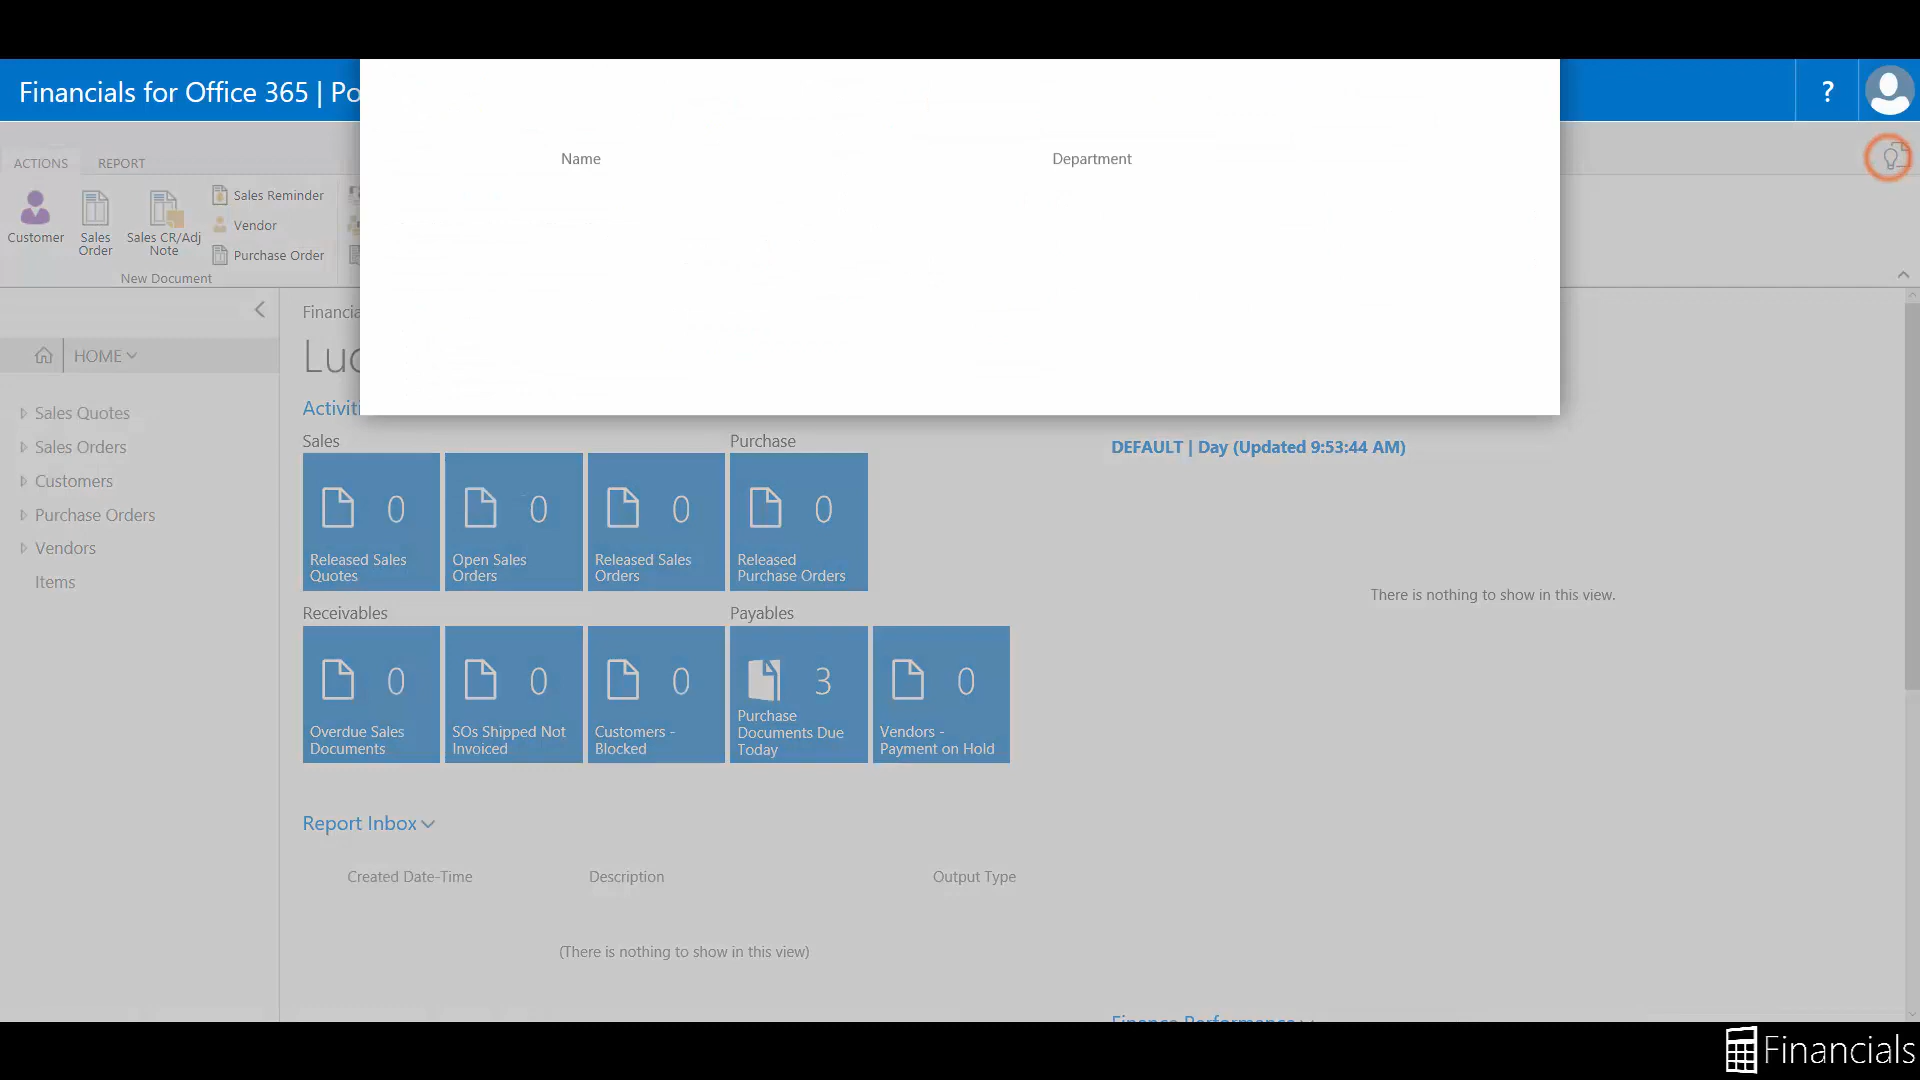 Financials for Office 365 | Po
?
Name
Department
ACTIONS
REPORT
Customer
Sales
Order
Sales CR/Adj
Note
Sales Reminder
Vendor
Purchase Order
New Document
Financia
Luc
HOME
Sales Quotes
Sales Orders
Customers
Purchase Orders
Vendors
Items
Activiti
Sales
Purchase
0
Released Sales
Quotes
0
Open Sales
Orders
0
Released Sales
Orders
0
Released
Purchase Orders
Receivables
Payables
0
Overdue Sales
Documents
0
SOs Shipped Not
Invoiced
0
Customers -
Blocked
3
Purchase
Documents Due
Today
0
Vendors -
Payment on Hold
DEFAULT | Day (Updated 9:53:44 AM)
There is nothing to show in this view.
Report Inbox
Created Date-Time
Description
Output Type
(There is nothing to show in this view)
Finance Performance
Financials